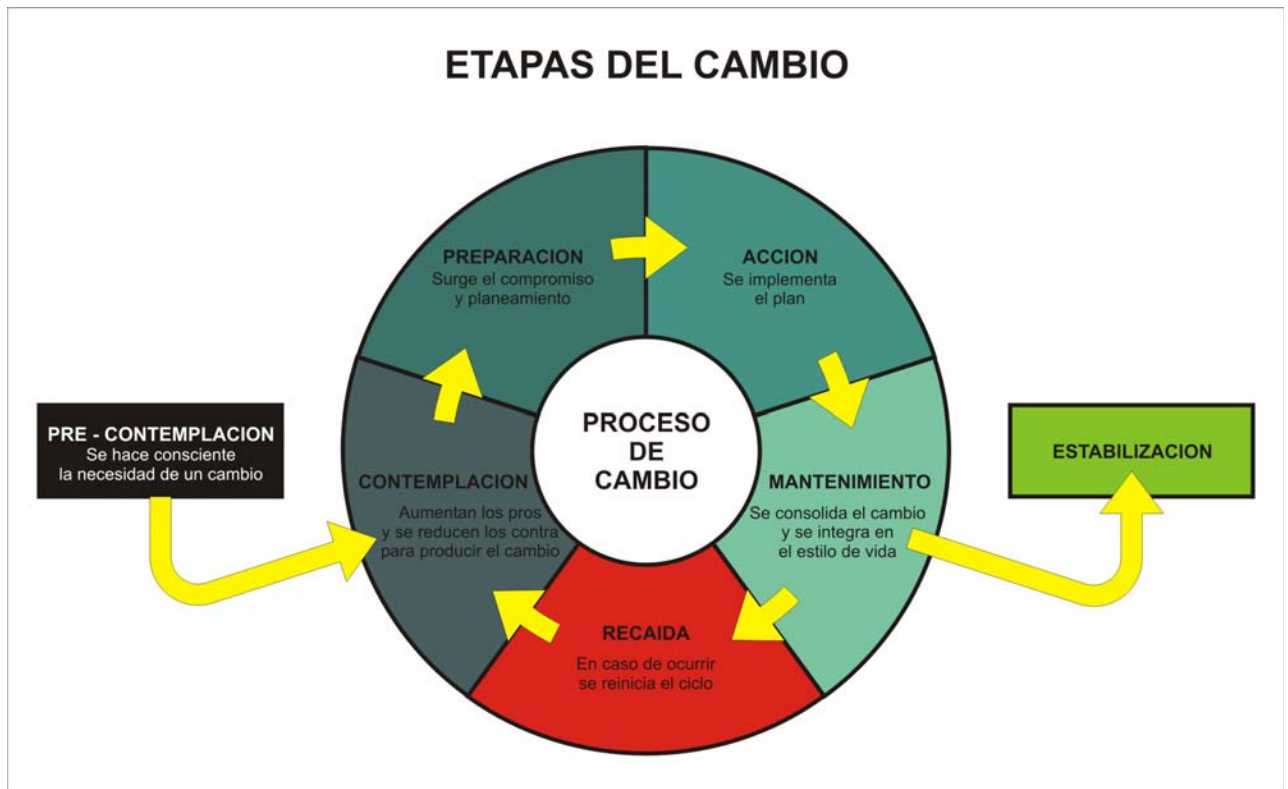 ETAPAS DEL CAMBIO
PRE - CONTEMPLACION
Se hace consciente
la necesidad de un cambio
CONTEMPLACION
Aumentan los pros
y se reducen los contra
para producir el cambio
PREPARACION
Surge el compromiso
y planeamiento
ACCION
Se implementa
el plan
MANTENIMIENTO
Se consolida el cambio
y se integra en
el estilo de vida
RECAIDA
En caso de ocurrir
se reinicia el ciclo
PROCESO
DE
CAMBIO
ESTABILIZACION